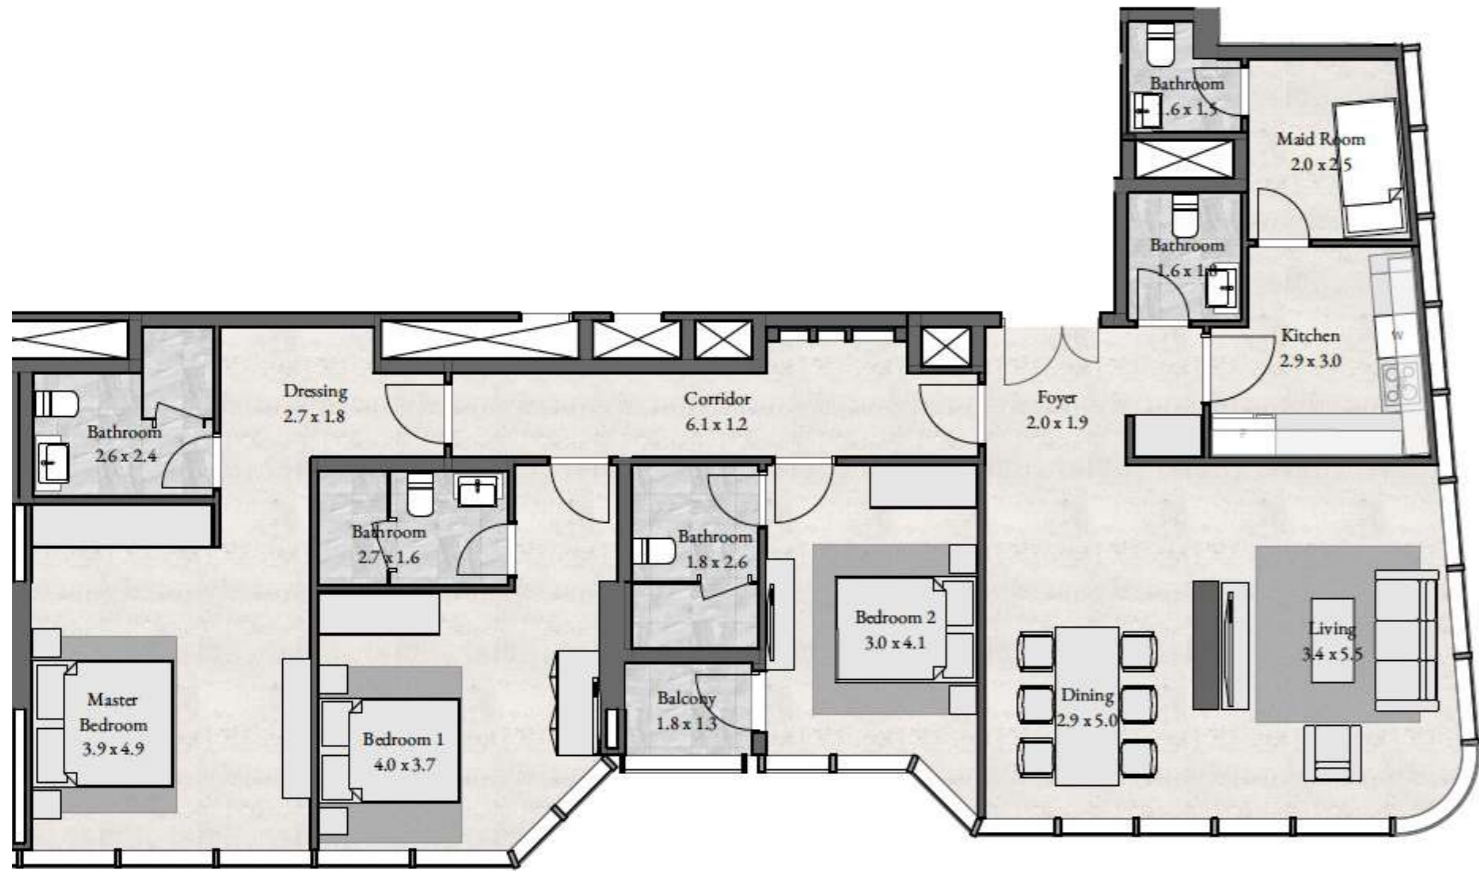 Bathroom
1.6 x 1.5
Maid Room
2.0 x 2.5
Bathroom
1.6 x 1.8
Kitchen
2.9 x 3.0
Dressing
2.7 x 1.8
Corridor
6.1 x 1.2
Foyer
2.0 x 1.9
Bathroom
2.6 x 2.4
Bathroom
2.7 x 1.6
Bathroom
1.8 x 2.6
Bedroom 2
3.0 x 4.1
Living
3.4 x 5.5
Master
Bedroom
3.9 x 4.9
Bedroom 1
4.0 x 3.7
Balcony
1.8 x 1.3
Dining
2.9 x 5.0